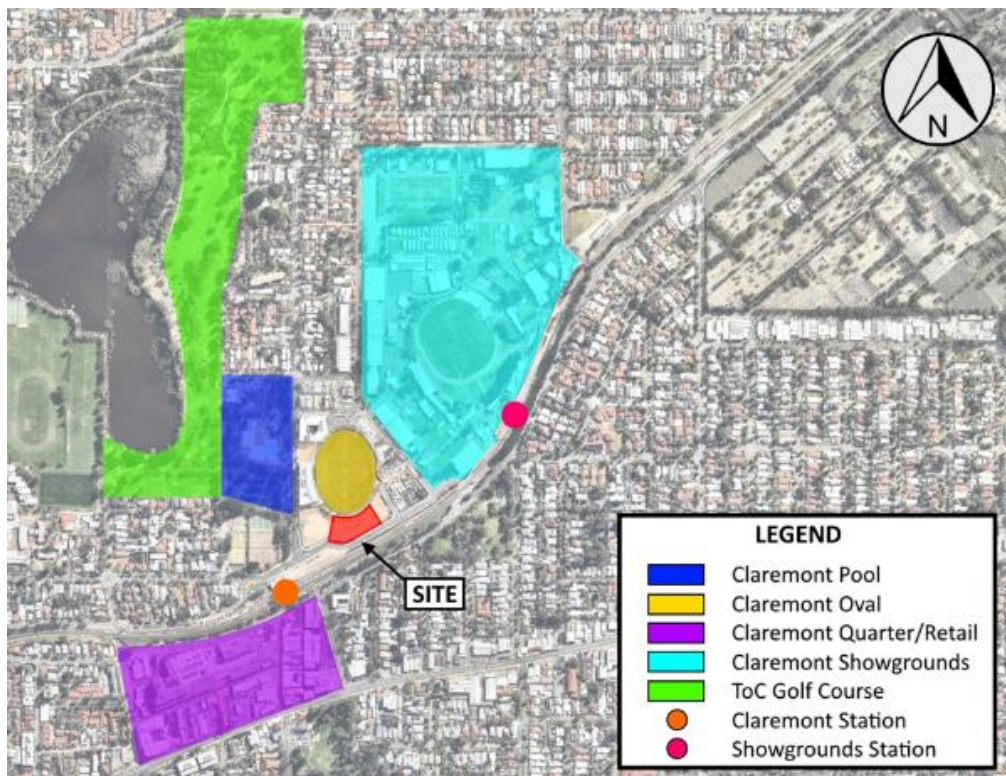 N
SITE
LEGEND
Claremont Pool
Claremont Oval
Claremont Quarter/Retail
Claremont Showgrounds
ToC Golf Course
Claremont Station
Showgrounds Station